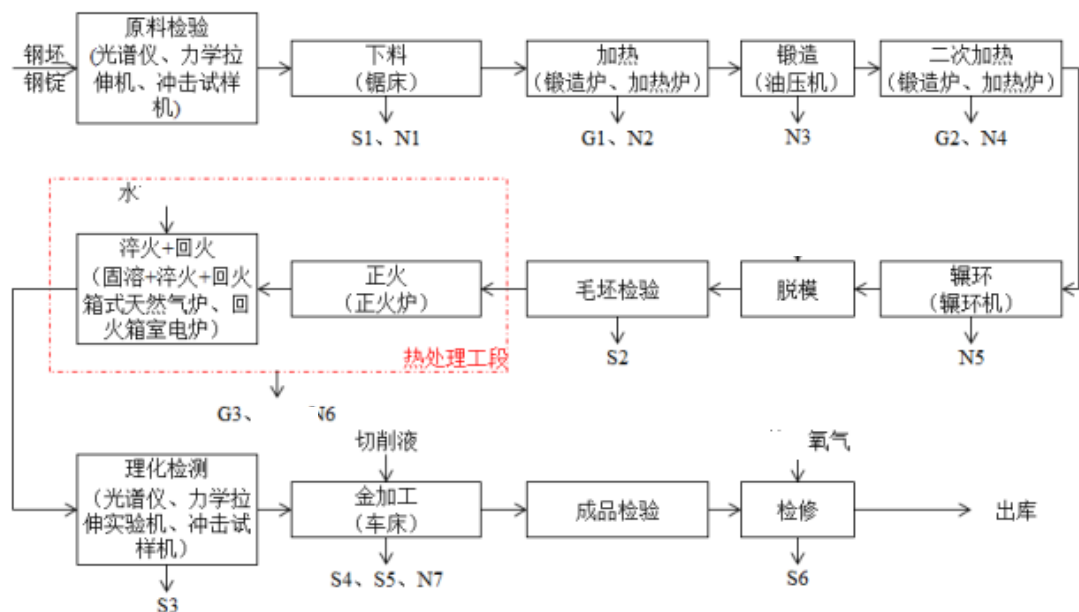 钢坯
钢锭
原料检验
(光谱仪、力学拉
伸机、冲击试样
机)
下料
(锯床)
加热
(锻造炉、加热炉)
锻造
(油压机)
二次加热
(锻造炉、加热炉)
S1、N1
G1、N2
N3
G2、N4
水
淬火+回火
(固溶+淬火+回火
箱式天然气炉、回
火箱室电炉)
正火
(正火炉)
毛坯检验
脱模
辗环
(辗环机)
热处理工段
S2
N5
G3、
N6
切削液
氧气
理化检测
(光谱仪、力学拉
伸实验机、冲击试
样机)
金加工
(车床)
成品检验
检修
出库
S3
S4、S5、N7
S6